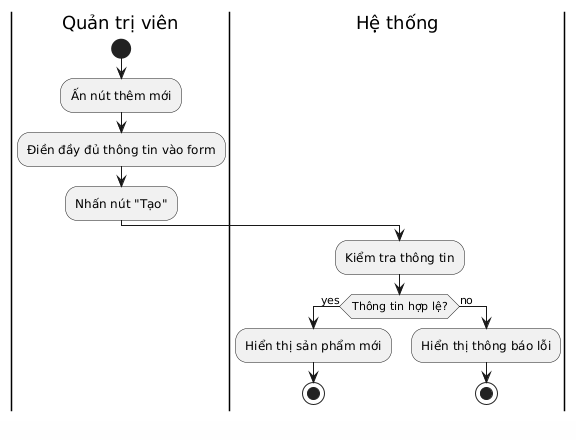 Quản trị viên
Hệ thống
Ấn nút thêm mới
Điền đầy đủ thông tin vào form
Nhấn nút "Tạo"
Kiểm tra thông tin
yes
Thông tin hợp lệ?
no
Hiển thị sản phẩm mới
Hiển thị thông báo lỗi